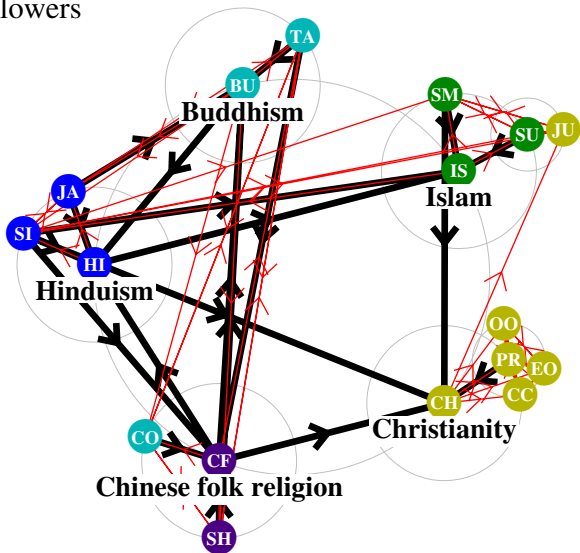 lowers
TA
BU
Buddhism
SM
SU
JU
IS
Islam
JA
SI
HI
Hinduism
OO
PR
EO
CC
CH
Christianity
CO
CF
Chinese folk religion
SH